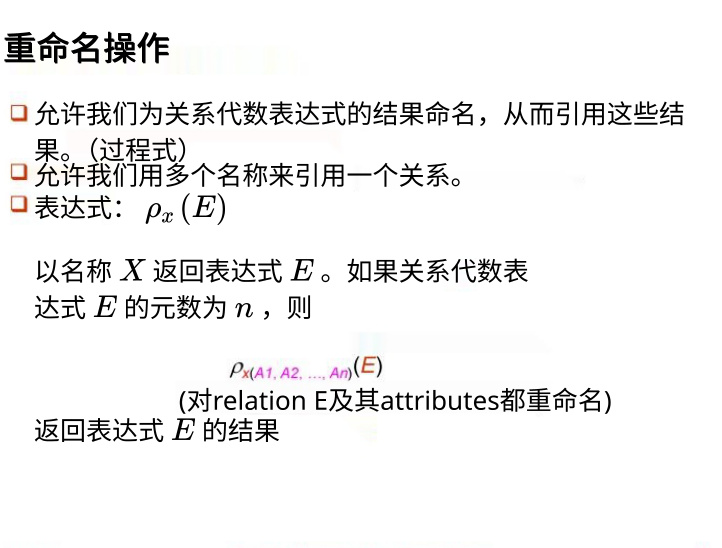 重命名操作
❑ 允许我们为关系代数表达式的结果命名，从而引用这些结
果。（过程式）
❑ 允许我们用多个名称来引用一个关系。
❑ 表达式： ρₓ (E)
以名称 X 返回表达式 E 。如果关系代数表
达式 E 的元数为 n ，则
ρx(A1, A2, …, An)(E)
(对relation E及其attributes都重命名)
返回表达式 E 的结果